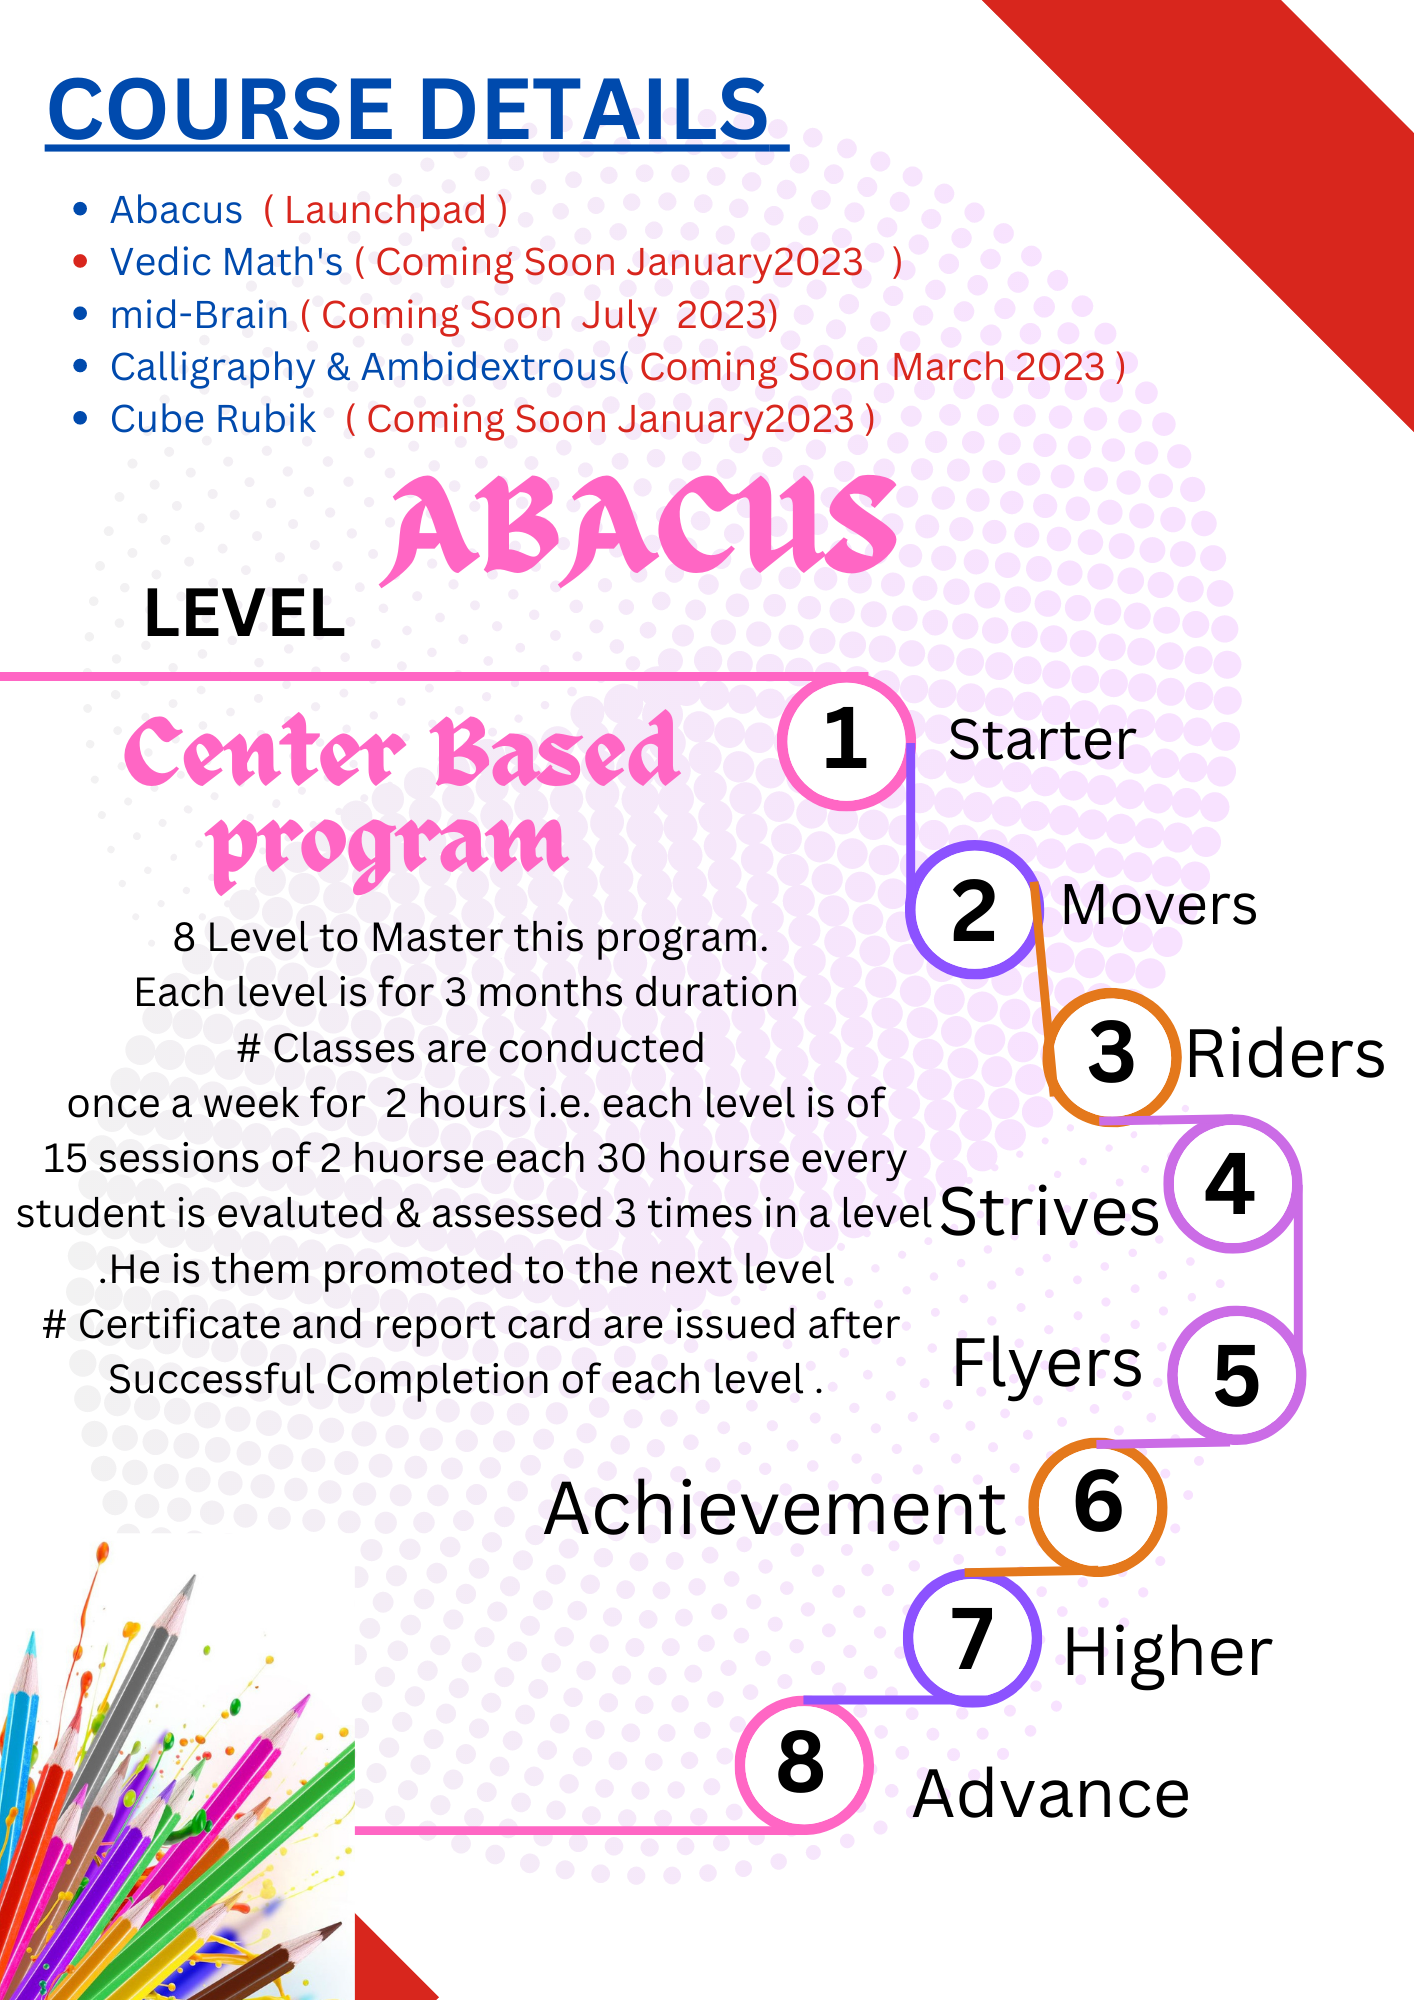 COURSE DETAILS
• Abacus ( Launchpad )
• Vedic Math's ( Coming Soon January2023 )
• mid-Brain ( Coming Soon July 2023)
• Calligraphy & Ambidextrous( Coming Soon March 2023 )
• Cube Rubik ( Coming Soon January2023 )
ABACUS
LEVEL
Center Based
program
8 Level to Master this program.
Each level is for 3 months duration
# Classes are conducted
once a week for 2 hours i.e. each level is of
15 sessions of 2 huorse each 30 hourse every
student is evaluted & assessed 3 times in a level
.He is them promoted to the next level
# Certificate and report card are issued after
Successful Completion of each level .
1 Starter
2 Movers
3 Riders
Strives 4
Flyers 5
Achievement 6
7 Higher
8 Advance